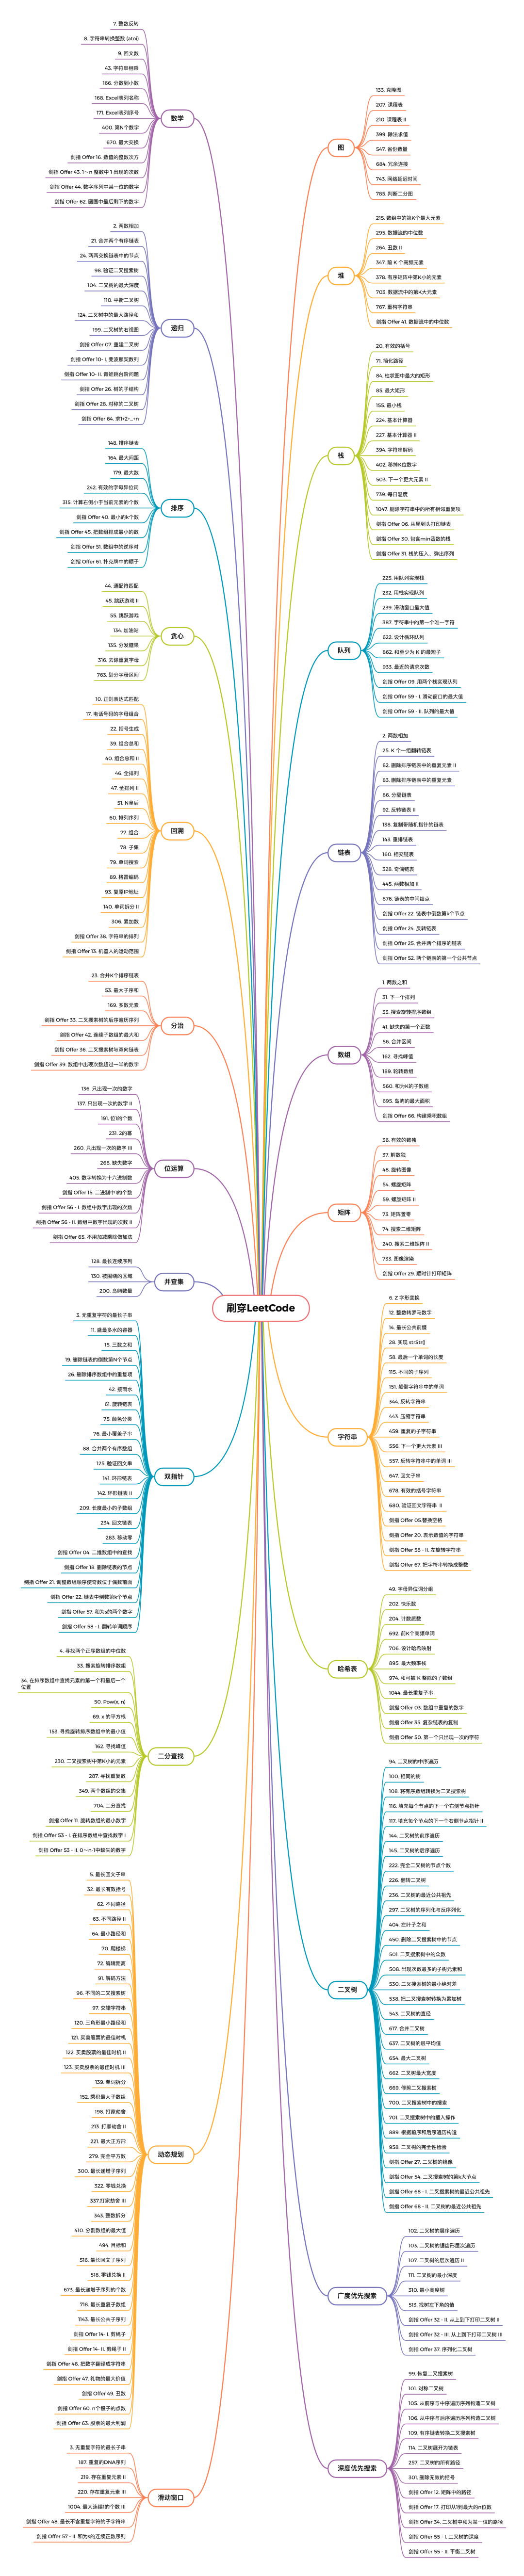 刷穿LeetCode
数学
7. 整数反转
8. 字符串转换整数 (atoi)
9. 回文数
43. 字符串相乘
166. 分数到小数
168. Excel表列名称
171. Excel表列序号
400. 第N个数字
670. 最大交换
剑指 Offer 16. 数值的整数次方
剑指 Offer 43. 1～n 整数中 1 出现的次数
剑指 Offer 44. 数字序列中某一位的数字
剑指 Offer 62. 圆圈中最后剩下的数字
递归
2. 两数相加
21. 合并两个有序链表
24. 两两交换链表中的节点
98. 验证二叉搜索树
104. 二叉树的最大深度
110. 平衡二叉树
124. 二叉树中的最大路径和
199. 二叉树的右视图
剑指 Offer 07. 重建二叉树
剑指 Offer 10- I. 斐波那契数列
剑指 Offer 10- II. 青蛙跳台阶问题
剑指 Offer 26. 树的子结构
剑指 Offer 28. 对称的二叉树
剑指 Offer 64. 求1+2+…+n
排序
148. 排序链表
164. 最大间距
179. 最大数
242. 有效的字母异位词
315. 计算右侧小于当前元素的个数
剑指 Offer 40. 最小的k个数
剑指 Offer 45. 把数组排成最小的数
剑指 Offer 51. 数组中的逆序对
剑指 Offer 61. 扑克牌中的顺子
贪心
44. 通配符匹配
45. 跳跃游戏 II
55. 跳跃游戏
134. 加油站
135. 分发糖果
316. 去除重复字母
763. 划分字母区间
回溯
10. 正则表达式匹配
17. 电话号码的字母组合
22. 括号生成
39. 组合总和
40. 组合总和 II
46. 全排列
47. 全排列 II
51. N皇后
60. 排列序列
77. 组合
78. 子集
79. 单词搜索
89. 格雷编码
93. 复原IP地址
140. 单词拆分 II
306. 累加数
剑指 Offer 38. 字符串的排列
剑指 Offer 13. 机器人的运动范围
分治
23. 合并K个排序链表
53. 最大子序和
169. 多数元素
剑指 Offer 33. 二叉搜索树的后序遍历序列
剑指 Offer 42. 连续子数组的最大和
剑指 Offer 36. 二叉搜索树与双向链表
剑指 Offer 39. 数组中出现次数超过一半的数字
位运算
136. 只出现一次的数字
137. 只出现一次的数字 II
191. 位1的个数
231. 2的幂
260. 只出现一次的数字 III
268. 缺失数字
405. 数字转换为十六进制数
剑指 Offer 15. 二进制中1的个数
剑指 Offer 56 - I. 数组中数字出现的次数
剑指 Offer 56 - II. 数组中数字出现的次数 II
剑指 Offer 65. 不用加减乘除做加法
并查集
128. 最长连续序列
130. 被围绕的区域
200. 岛屿数量
双指针
3. 无重复字符的最长子串
11. 盛最多水的容器
15. 三数之和
19. 删除链表的倒数第N个节点
26. 删除排序数组中的重复项
42. 接雨水
61. 旋转链表
75. 颜色分类
76. 最小覆盖子串
88. 合并两个有序数组
125. 验证回文串
141. 环形链表
142. 环形链表 II
209. 长度最小的子数组
234. 回文链表
283. 移动零
剑指 Offer 04. 二维数组中的查找
剑指 Offer 18. 删除链表的节点
剑指 Offer 21. 调整数组顺序使奇数位于偶数前面
剑指 Offer 22. 链表中倒数第k个节点
剑指 Offer 57. 和为s的两个数字
剑指 Offer 58 - I. 翻转单词顺序
二分查找
4. 寻找两个正序数组的中位数
33. 搜索旋转排序数组
34. 在排序数组中查找元素的第一个和最后一个
位置
50. Pow(x, n)
69. x 的平方根
153. 寻找旋转排序数组中的最小值
162. 寻找峰值
230. 二叉搜索树中第K小的元素
287. 寻找重复数
349. 两个数组的交集
704. 二分查找
剑指 Offer 11. 旋转数组的最小数字
剑指 Offer 53 - I. 在排序数组中查找数字 I
剑指 Offer 53 - II. 0～n-1中缺失的数字
动态规划
5. 最长回文子串
32. 最长有效括号
62. 不同路径
63. 不同路径 II
64. 最小路径和
70. 爬楼梯
72. 编辑距离
91. 解码方法
96. 不同的二叉搜索树
97. 交错字符串
120. 三角形最小路径和
121. 买卖股票的最佳时机
122. 买卖股票的最佳时机 II
123. 买卖股票的最佳时机 III
139. 单词拆分
152. 乘积最大子数组
198. 打家劫舍
213. 打家劫舍 II
221. 最大正方形
279. 完全平方数
300. 最长递增子序列
322. 零钱兑换
337.打家劫舍 III
343. 整数拆分
410. 分割数组的最大值
494. 目标和
516. 最长回文子序列
518. 零钱兑换 II
673. 最长递增子序列的个数
718. 最长重复子数组
1143. 最长公共子序列
剑指 Offer 14- I. 剪绳子
剑指 Offer 14- II. 剪绳子 II
剑指 Offer 46. 把数字翻译成字符串
剑指 Offer 47. 礼物的最大价值
剑指 Offer 49. 丑数
剑指 Offer 60. n个骰子的点数
剑指 Offer 63. 股票的最大利润
滑动窗口
3. 无重复字符的最长子串
187. 重复的DNA序列
219. 存在重复元素 II
220. 存在重复元素 III
1004. 最大连续1的个数 III
剑指 Offer 48. 最长不含重复字符的子字符串
剑指 Offer 57 - II. 和为s的连续正数序列
图
133. 克隆图
207. 课程表
210. 课程表 II
399. 除法求值
547. 省份数量
684. 冗余连接
743. 网络延迟时间
785. 判断二分图
堆
215. 数组中的第K个最大元素
295. 数据流的中位数
264. 丑数 II
347. 前 K 个高频元素
378. 有序矩阵中第K小的元素
703. 数据流中的第K大元素
767. 重构字符串
剑指 Offer 41. 数据流中的中位数
栈
20. 有效的括号
71. 简化路径
84. 柱状图中最大的矩形
85. 最大矩形
155. 最小栈
224. 基本计算器
227. 基本计算器 II
394. 字符串解码
402. 移掉K位数字
503. 下一个更大元素 II
739. 每日温度
1047. 删除字符串中的所有相邻重复项
剑指 Offer 06. 从尾到头打印链表
剑指 Offer 30. 包含min函数的栈
剑指 Offer 31. 栈的压入、弹出序列
队列
225. 用队列实现栈
232. 用栈实现队列
239. 滑动窗口最大值
387. 字符串中的第一个唯一字符
622. 设计循环队列
862. 和至少为 K 的最短子
933. 最近的请求次数
剑指 Offer 09. 用两个栈实现队列
剑指 Offer 59 - I. 滑动窗口的最大值
剑指 Offer 59 - II. 队列的最大值
链表
2. 两数相加
25. K 个一组翻转链表
82. 删除排序链表中的重复元素 II
83. 删除排序链表中的重复元素
86. 分隔链表
92. 反转链表 II
138. 复制带随机指针的链表
143. 重排链表
160. 相交链表
328. 奇偶链表
445. 两数相加 II
876. 链表的中间结点
剑指 Offer 22. 链表中倒数第k个节点
剑指 Offer 24. 反转链表
剑指 Offer 25. 合并两个排序的链表
剑指 Offer 52. 两个链表的第一个公共节点
数组
1. 两数之和
31. 下一个排列
33. 搜索旋转排序数组
41. 缺失的第一个正数
56. 合并区间
162. 寻找峰值
189. 轮转数组
560. 和为K的子数组
695. 岛屿的最大面积
剑指 Offer 66. 构建乘积数组
矩阵
36. 有效的数独
37. 解数独
48. 旋转图像
54. 螺旋矩阵
59. 螺旋矩阵 II
73. 矩阵置零
74. 搜索二维矩阵
240. 搜索二维矩阵 II
733. 图像渲染
剑指 Offer 29. 顺时针打印矩阵
字符串
6. Z 字形变换
12. 整数转罗马数字
14. 最长公共前缀
28. 实现 strStr()
58. 最后一个单词的长度
115. 不同的子序列
151. 颠倒字符串中的单词
344. 反转字符串
443. 压缩字符串
459. 重复的子字符串
556. 下一个更大元素 III
557. 反转字符串中的单词 III
647. 回文子串
678. 有效的括号字符串
680. 验证回文字符串 Ⅱ
剑指 Offer 05.替换空格
剑指 Offer 20. 表示数值的字符串
剑指 Offer 58 - II. 左旋转字符串
剑指 Offer 67. 把字符串转换成整数
哈希表
49. 字母异位词分组
202. 快乐数
204. 计数质数
692. 前K个高频单词
706. 设计哈希映射
895. 最大频率栈
974. 和可被 K 整除的子数组
1044. 最长重复子串
剑指 Offer 03. 数组中重复的数字
剑指 Offer 35. 复杂链表的复制
剑指 Offer 50. 第一个只出现一次的字符
二叉树
94. 二叉树的中序遍历
100. 相同的树
108. 将有序数组转换为二叉搜索树
116. 填充每个节点的下一个右侧节点指针
117. 填充每个节点的下一个右侧节点指针 II
144. 二叉树的前序遍历
145. 二叉树的后序遍历
222. 完全二叉树的节点个数
226. 翻转二叉树
236. 二叉树的最近公共祖先
297. 二叉树的序列化与反序列化
404. 左叶子之和
450. 删除二叉搜索树中的节点
501. 二叉搜索树中的众数
508. 出现次数最多的子树元素和
530. 二叉搜索树的最小绝对差
538. 把二叉搜索树转换为累加树
543. 二叉树的直径
617. 合并二叉树
637. 二叉树的层平均值
654. 最大二叉树
662. 二叉树最大宽度
669. 修剪二叉搜索树
700. 二叉搜索树中的搜索
701. 二叉搜索树中的插入操作
889. 根据前序和后序遍历构造
958. 二叉树的完全性检验
剑指 Offer 27. 二叉树的镜像
剑指 Offer 54. 二叉搜索树的第k大节点
剑指 Offer 68 - I. 二叉搜索树的最近公共祖先
剑指 Offer 68 - II. 二叉树的最近公共祖先
广度优先搜索
102. 二叉树的层序遍历
103. 二叉树的锯齿形层次遍历
107. 二叉树的层次遍历 II
111. 二叉树的最小深度
310. 最小高度树
513. 找树左下角的值
剑指 Offer 32 - II. 从上到下打印二叉树 II
剑指 Offer 32 - III. 从上到下打印二叉树 III
剑指 Offer 37. 序列化二叉树
深度优先搜索
99. 恢复二叉搜索树
101. 对称二叉树
105. 从前序与中序遍历序列构造二叉树
106. 从中序与后序遍历序列构造二叉树
109. 有序链表转换二叉搜索树
114. 二叉树展开为链表
257. 二叉树的所有路径
301. 删除无效的括号
剑指 Offer 12. 矩阵中的路径
剑指 Offer 17. 打印从1到最大的n位数
剑指 Offer 34. 二叉树中和为某一值的路径
剑指 Offer 55 - I. 二叉树的深度
剑指 Offer 55 - II. 平衡二叉树